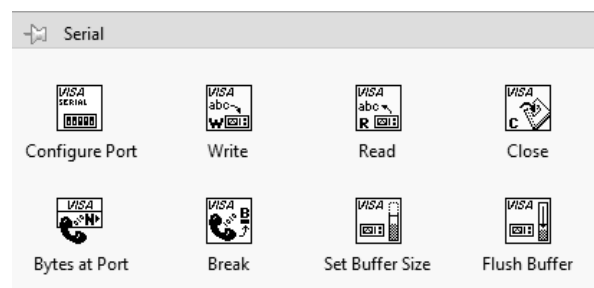 Serial
VISA SERIAL
VISA abc W
VISA abc R
VISA C
Configure Port Write Read Close
VISA N
VISA B
VISA
VISA
Bytes at Port Break Set Buffer Size Flush Buffer